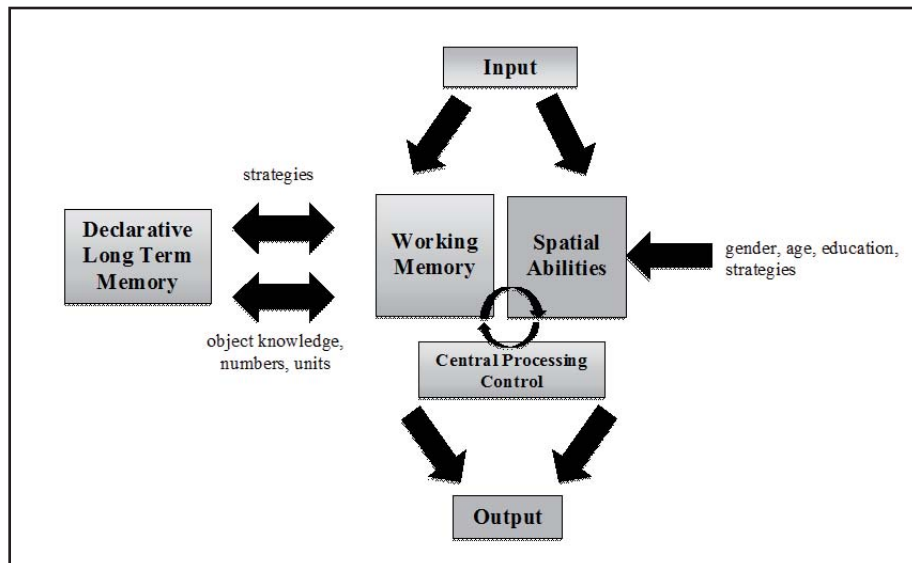 Input
strategies
Declarative
Long Term
Memory
Working
Memory
Spatial
Abilities
gender, age, education,
strategies
object knowledge,
numbers, units
Central Processing
Control
Output